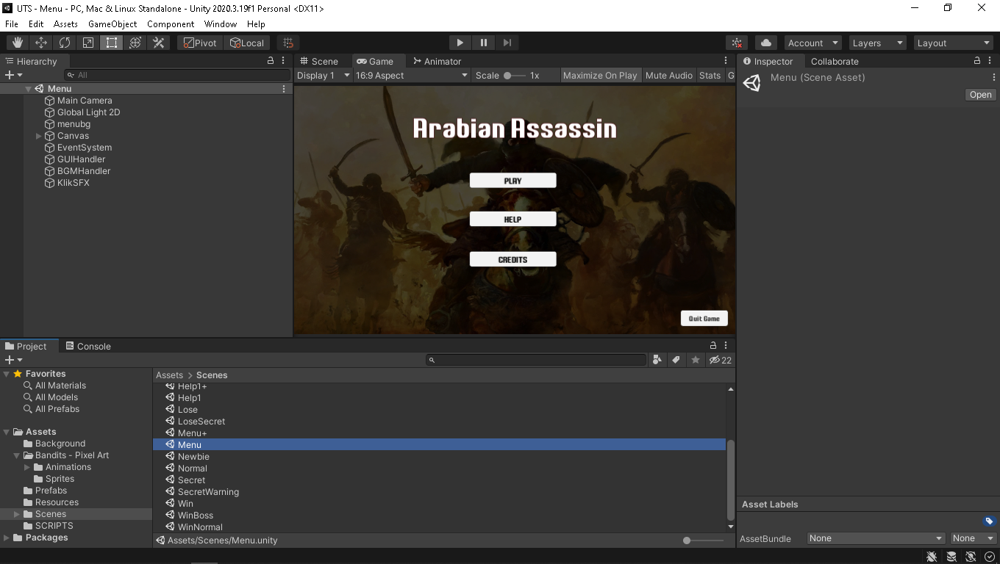 UTS - Menu - PC, Mac & Linux Standalone - Unity 2020.3.19f1 Personal <DX11>
File Edit Assets GameObject Component Window Help
Pivot Local Account Layers Layout
Hierarchy
All
Menu
Main Camera
Global Light 2D
menubg
Canvas
EventSystem
GUIHandler
BGMHandler
KlikSFX
Scene Game Animator
Display 1 16:9 Aspect Scale 1x Maximize On Play Mute Audio Stats G
Arabian Assassin
PLAY
HELP
CREDITS
Quit Game
Inspector Collaborate
Menu (Scene Asset)
Open
Project Console
22
Favorites
All Materials
All Models
All Prefabs
Assets
Background
Bandits - Pixel Art
Animations
Sprites
Prefabs
Resources
Scenes
SCRIPTS
Packages
Assets > Scenes
Help1+
Help1
Lose
LoseSecret
Menu+
Menu
Newbie
Normal
Secret
SecretWarning
Win
WinBoss
WinNormal
Assets/Scenes/Menu.unity
Asset Labels
AssetBundle None None